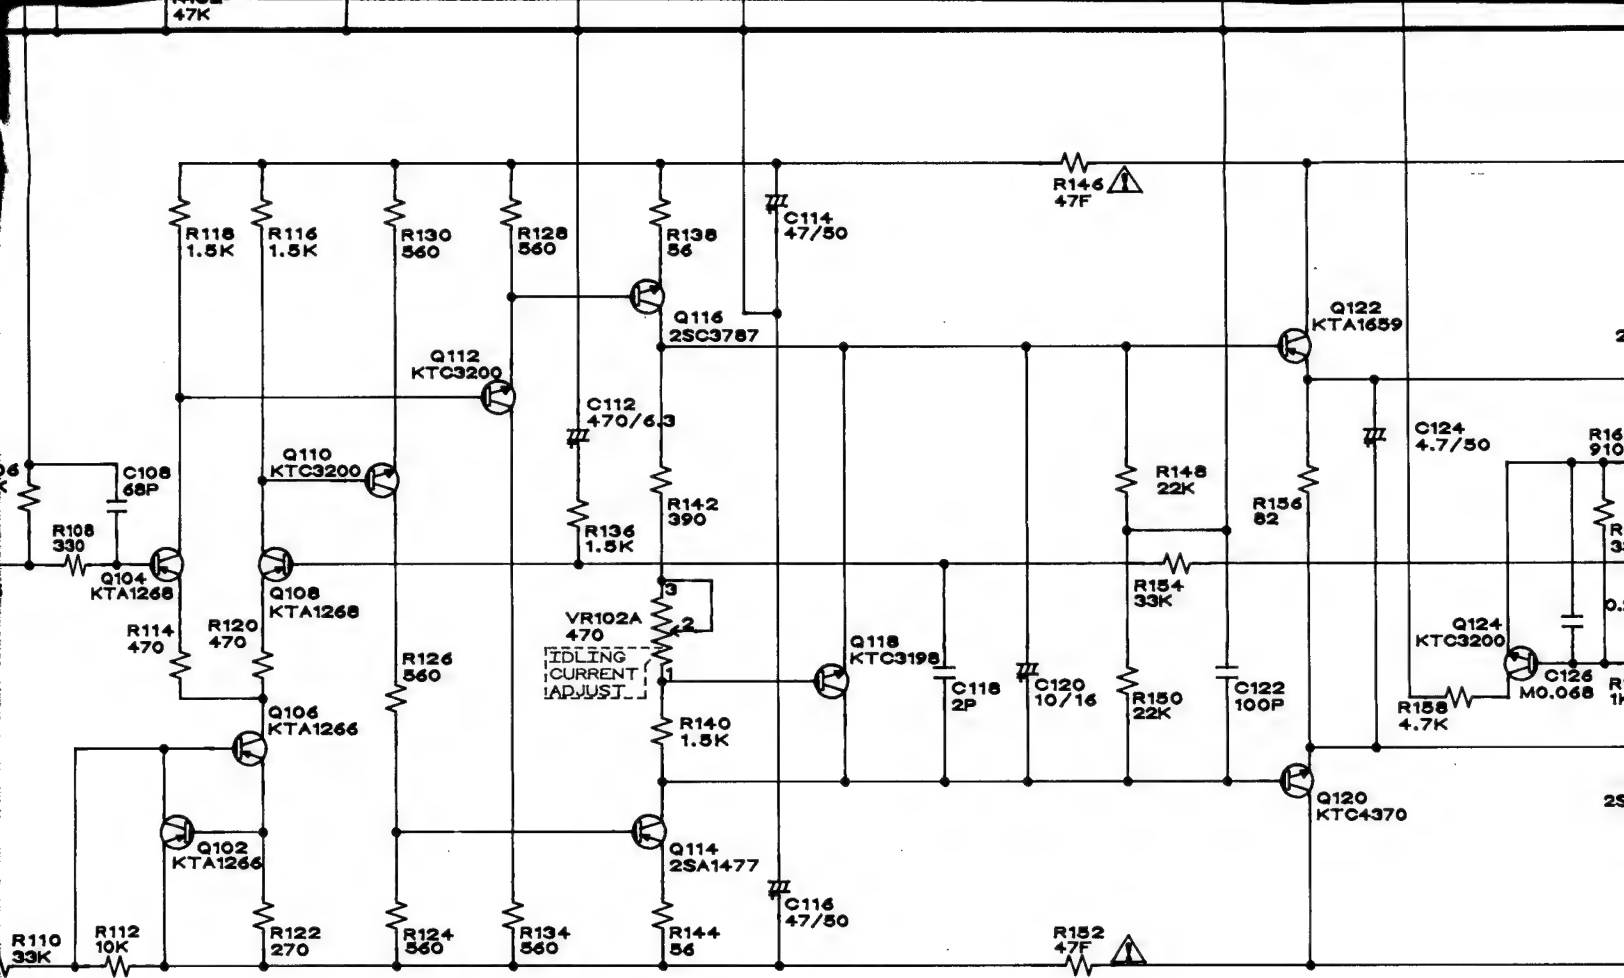 47K
R146
47F
C114
47/50
R118
1.5K
R116
1.5K
R130
560
R128
560
R138
56
Q116
2SC3787
Q122
KTA1659
Q112
KTC3200
C112
470/6.3
C124
4.7/50
R16
910
Q110
KTC3200
C108
68P
R142
390
R148
22K
R156
82
R108
330
R136
1.5K
Q104
KTA1268
Q108
KTA1268
R154
33K
3
VR102A
470
2
IDLING
CURRENT
ADJUST
1
R114
470
R120
470
R126
560
Q118
KTC3198
Q124
KTC3200
C118
2P
C120
10/16
R150
22K
C122
100P
C126
M0.068
R158
4.7K
Q106
KTA1266
R140
1.5K
Q120
KTC4370
Q102
KTA1266
Q114
2SA1477
C116
47/50
R110
33K
R112
10K
R122
270
R124
560
R134
560
R144
56
R152
47F